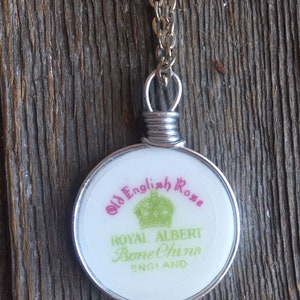 Old English Rose
ROYAL ALBERT
Bone China
ENGLAND